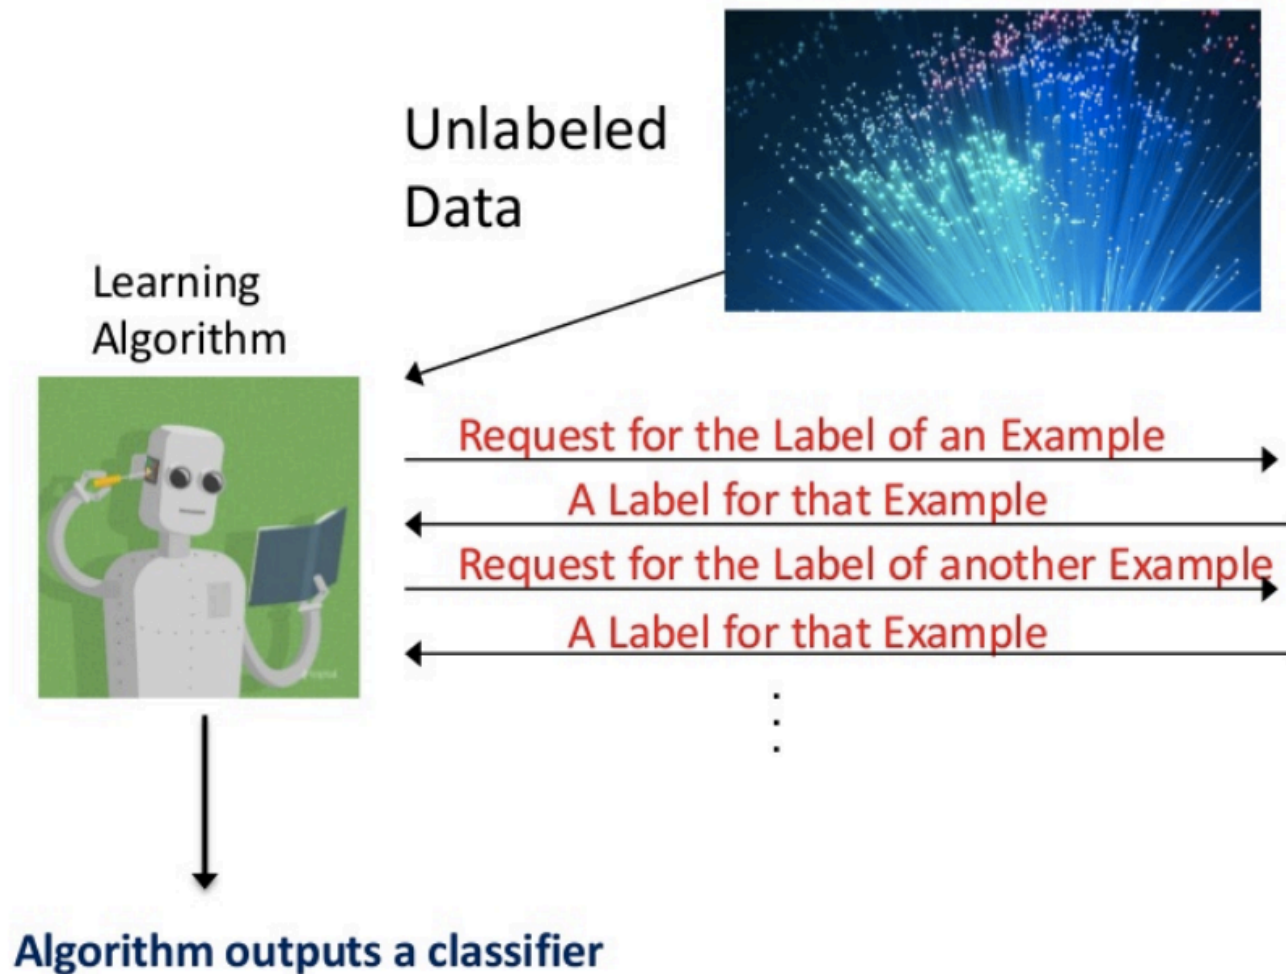 Unlabeled
Data
Learning
Algorithm
Request for the Label of an Example
A Label for that Example
Request for the Label of another Example
A Label for that Example
Algorithm outputs a classifier